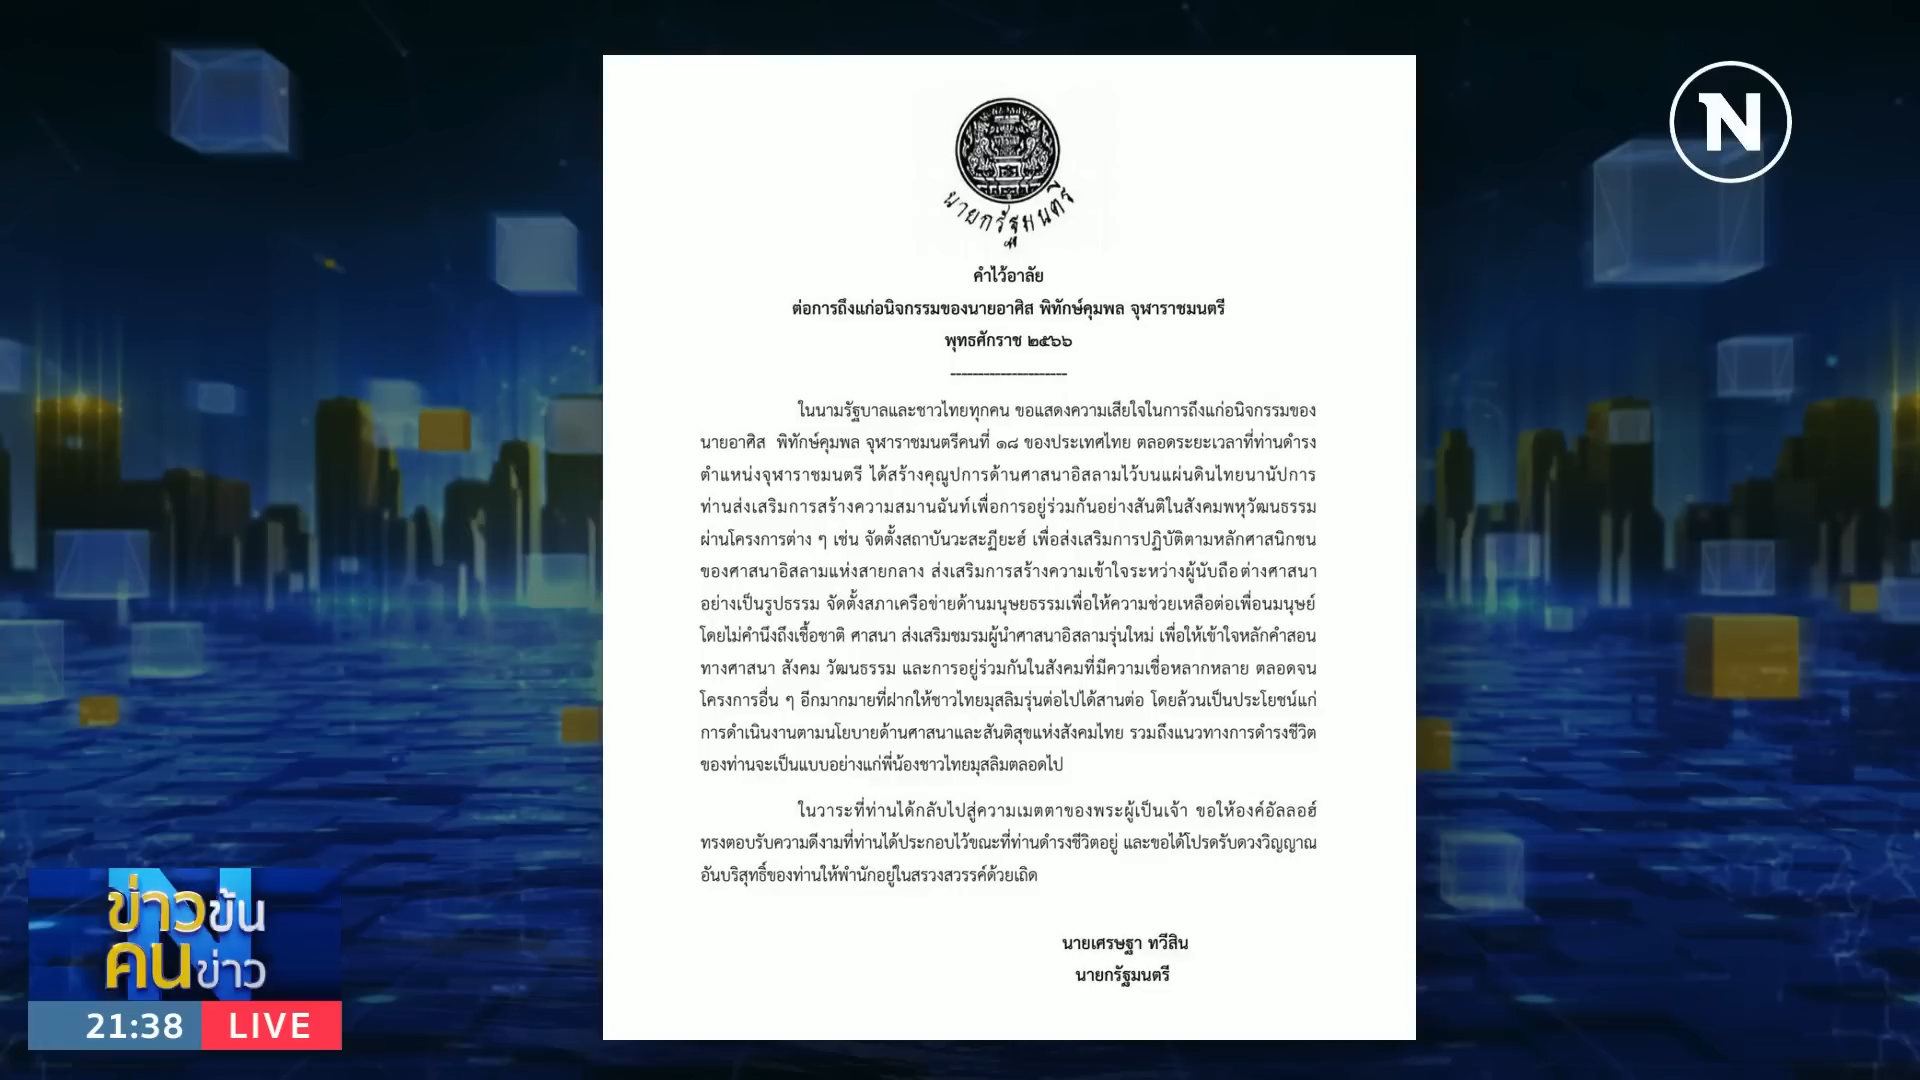 N
นายกรัฐมนตรี
คำไว้อาลัย
ต่อการถึงแก่อนิจกรรมของนายอาศิส พิทักษ์คุมพล จุฬาราชมนตรี
พุทธศักราช ๒๕๖๖
---------------------
ในนามรัฐบาลและชาวไทยทุกคน ขอแสดงความเสียใจในการถึงแก่อนิจกรรมของ
นายอาศิส พิทักษ์คุมพล จุฬาราชมนตรีคนที่ ๑๘ ของประเทศไทย ตลอดระยะเวลาที่ท่านดำรง
ตำแหน่งจุฬาราชมนตรี ได้สร้างคุณูปการด้านศาสนาอิสลามไว้บนแผ่นดินไทยนานัปการ
ท่านส่งเสริมการสร้างความสมานฉันท์เพื่อการอยู่ร่วมกันอย่างสันติในสังคมพหุวัฒนธรรม
ผ่านโครงการต่าง ๆ เช่น จัดตั้งสถาบันวะสะฏียะฮ์ เพื่อส่งเสริมการปฏิบัติตามหลักศาสนิกชน
ของศาสนาอิสลามแห่งสายกลาง ส่งเสริมการสร้างความเข้าใจระหว่างผู้นับถือต่างศาสนา
อย่างเป็นรูปธรรม จัดตั้งสภาเครือข่ายด้านมนุษยธรรมเพื่อให้ความช่วยเหลือต่อเพื่อนมนุษย์
โดยไม่คำนึงถึงเชื้อชาติ ศาสนา ส่งเสริมชมรมผู้นำศาสนาอิสลามรุ่นใหม่ เพื่อให้เข้าใจหลักคำสอน
ทางศาสนา สังคม วัฒนธรรม และการอยู่ร่วมกันในสังคมที่มีความเชื่อหลากหลาย ตลอดจน
โครงการอื่น ๆ อีกมากมายที่ฝากให้ชาวไทยมุสลิมรุ่นต่อไปได้สานต่อ โดยล้วนเป็นประโยชน์แก่
การดำเนินงานตามนโยบายด้านศาสนาและสันติสุขแห่งสังคมไทย รวมถึงแนวทางการดำรงชีวิต
ของท่านจะเป็นแบบอย่างแก่พี่น้องชาวไทยมุสลิมตลอดไป
ในวาระที่ท่านได้กลับไปสู่ความเมตตาของพระผู้เป็นเจ้า ขอให้องค์อัลลอฮ์
ทรงตอบรับความดีงามที่ท่านได้ประกอบไว้ขณะที่ท่านดำรงชีวิตอยู่ และขอได้โปรดรับดวงวิญญาณ
อันบริสุทธิ์ของท่านให้พำนักอยู่ในสรวงสวรรค์ด้วยเถิด
นายเศรษฐา ทวีสิน
นายกรัฐมนตรี
ข่าวข้น
คนข่าว
21:38 LIVE